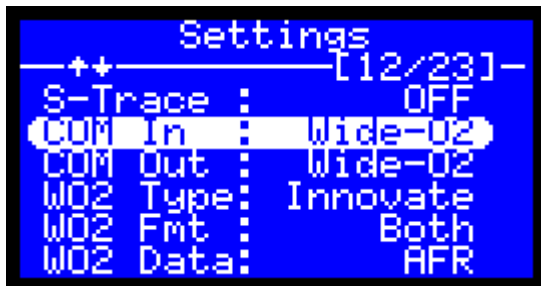 Settings
[12/23]
S-Trace : OFF
COM In : Wide-O2
COM Out : Wide-O2
WO2 Type: Innovate
WO2 Fmt : Both
WO2 Data: AFR